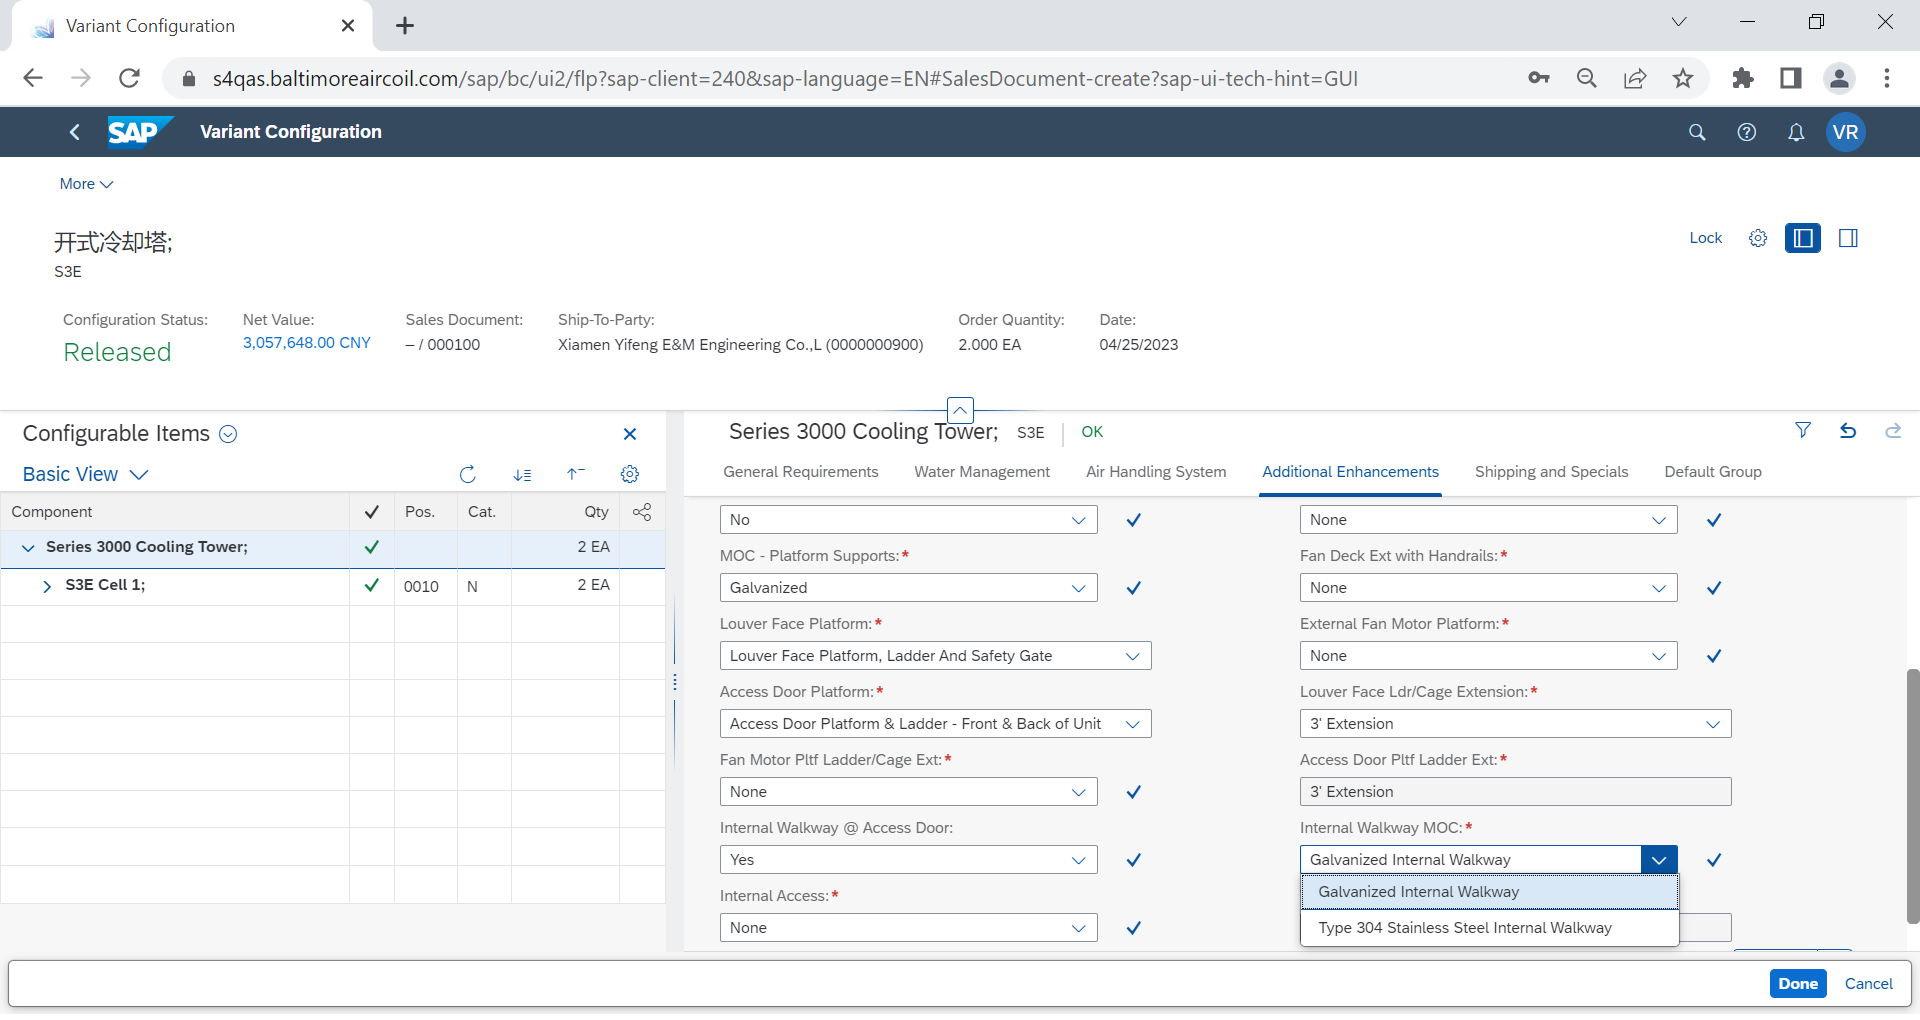 Variant Configuration
s4qas.baltimoreaircoil.com/sap/bc/ui2/flp?sap-client=240&sap-language=EN#SalesDocument-create?sap-ui-tech-hint=GUI
SAP Variant Configuration VR
More
开式冷却塔;
S3E
Lock
Configuration Status: Net Value: Sales Document: Ship-To-Party: Order Quantity: Date:
Released 3,057,648.00 CNY – / 000100 Xiamen Yifeng E&M Engineering Co.,L (0000000900) 2.000 EA 04/25/2023
Configurable Items
Basic View
Component Pos. Cat. Qty
Series 3000 Cooling Tower; 2 EA
S3E Cell 1; 0010 N 2 EA
Series 3000 Cooling Tower; S3E OK
General Requirements Water Management Air Handling System Additional Enhancements Shipping and Specials Default Group
No None
MOC - Platform Supports:* Fan Deck Ext with Handrails:*
Galvanized None
Louver Face Platform:* External Fan Motor Platform:*
Louver Face Platform, Ladder And Safety Gate None
Access Door Platform:* Louver Face Ldr/Cage Extension:*
Access Door Platform & Ladder - Front & Back of Unit 3' Extension
Fan Motor Pltf Ladder/Cage Ext:* Access Door Pltf Ladder Ext:*
None 3' Extension
Internal Walkway @ Access Door: Internal Walkway MOC:*
Yes Galvanized Internal Walkway
Galvanized Internal Walkway
Internal Access:*
None Type 304 Stainless Steel Internal Walkway
Done Cancel